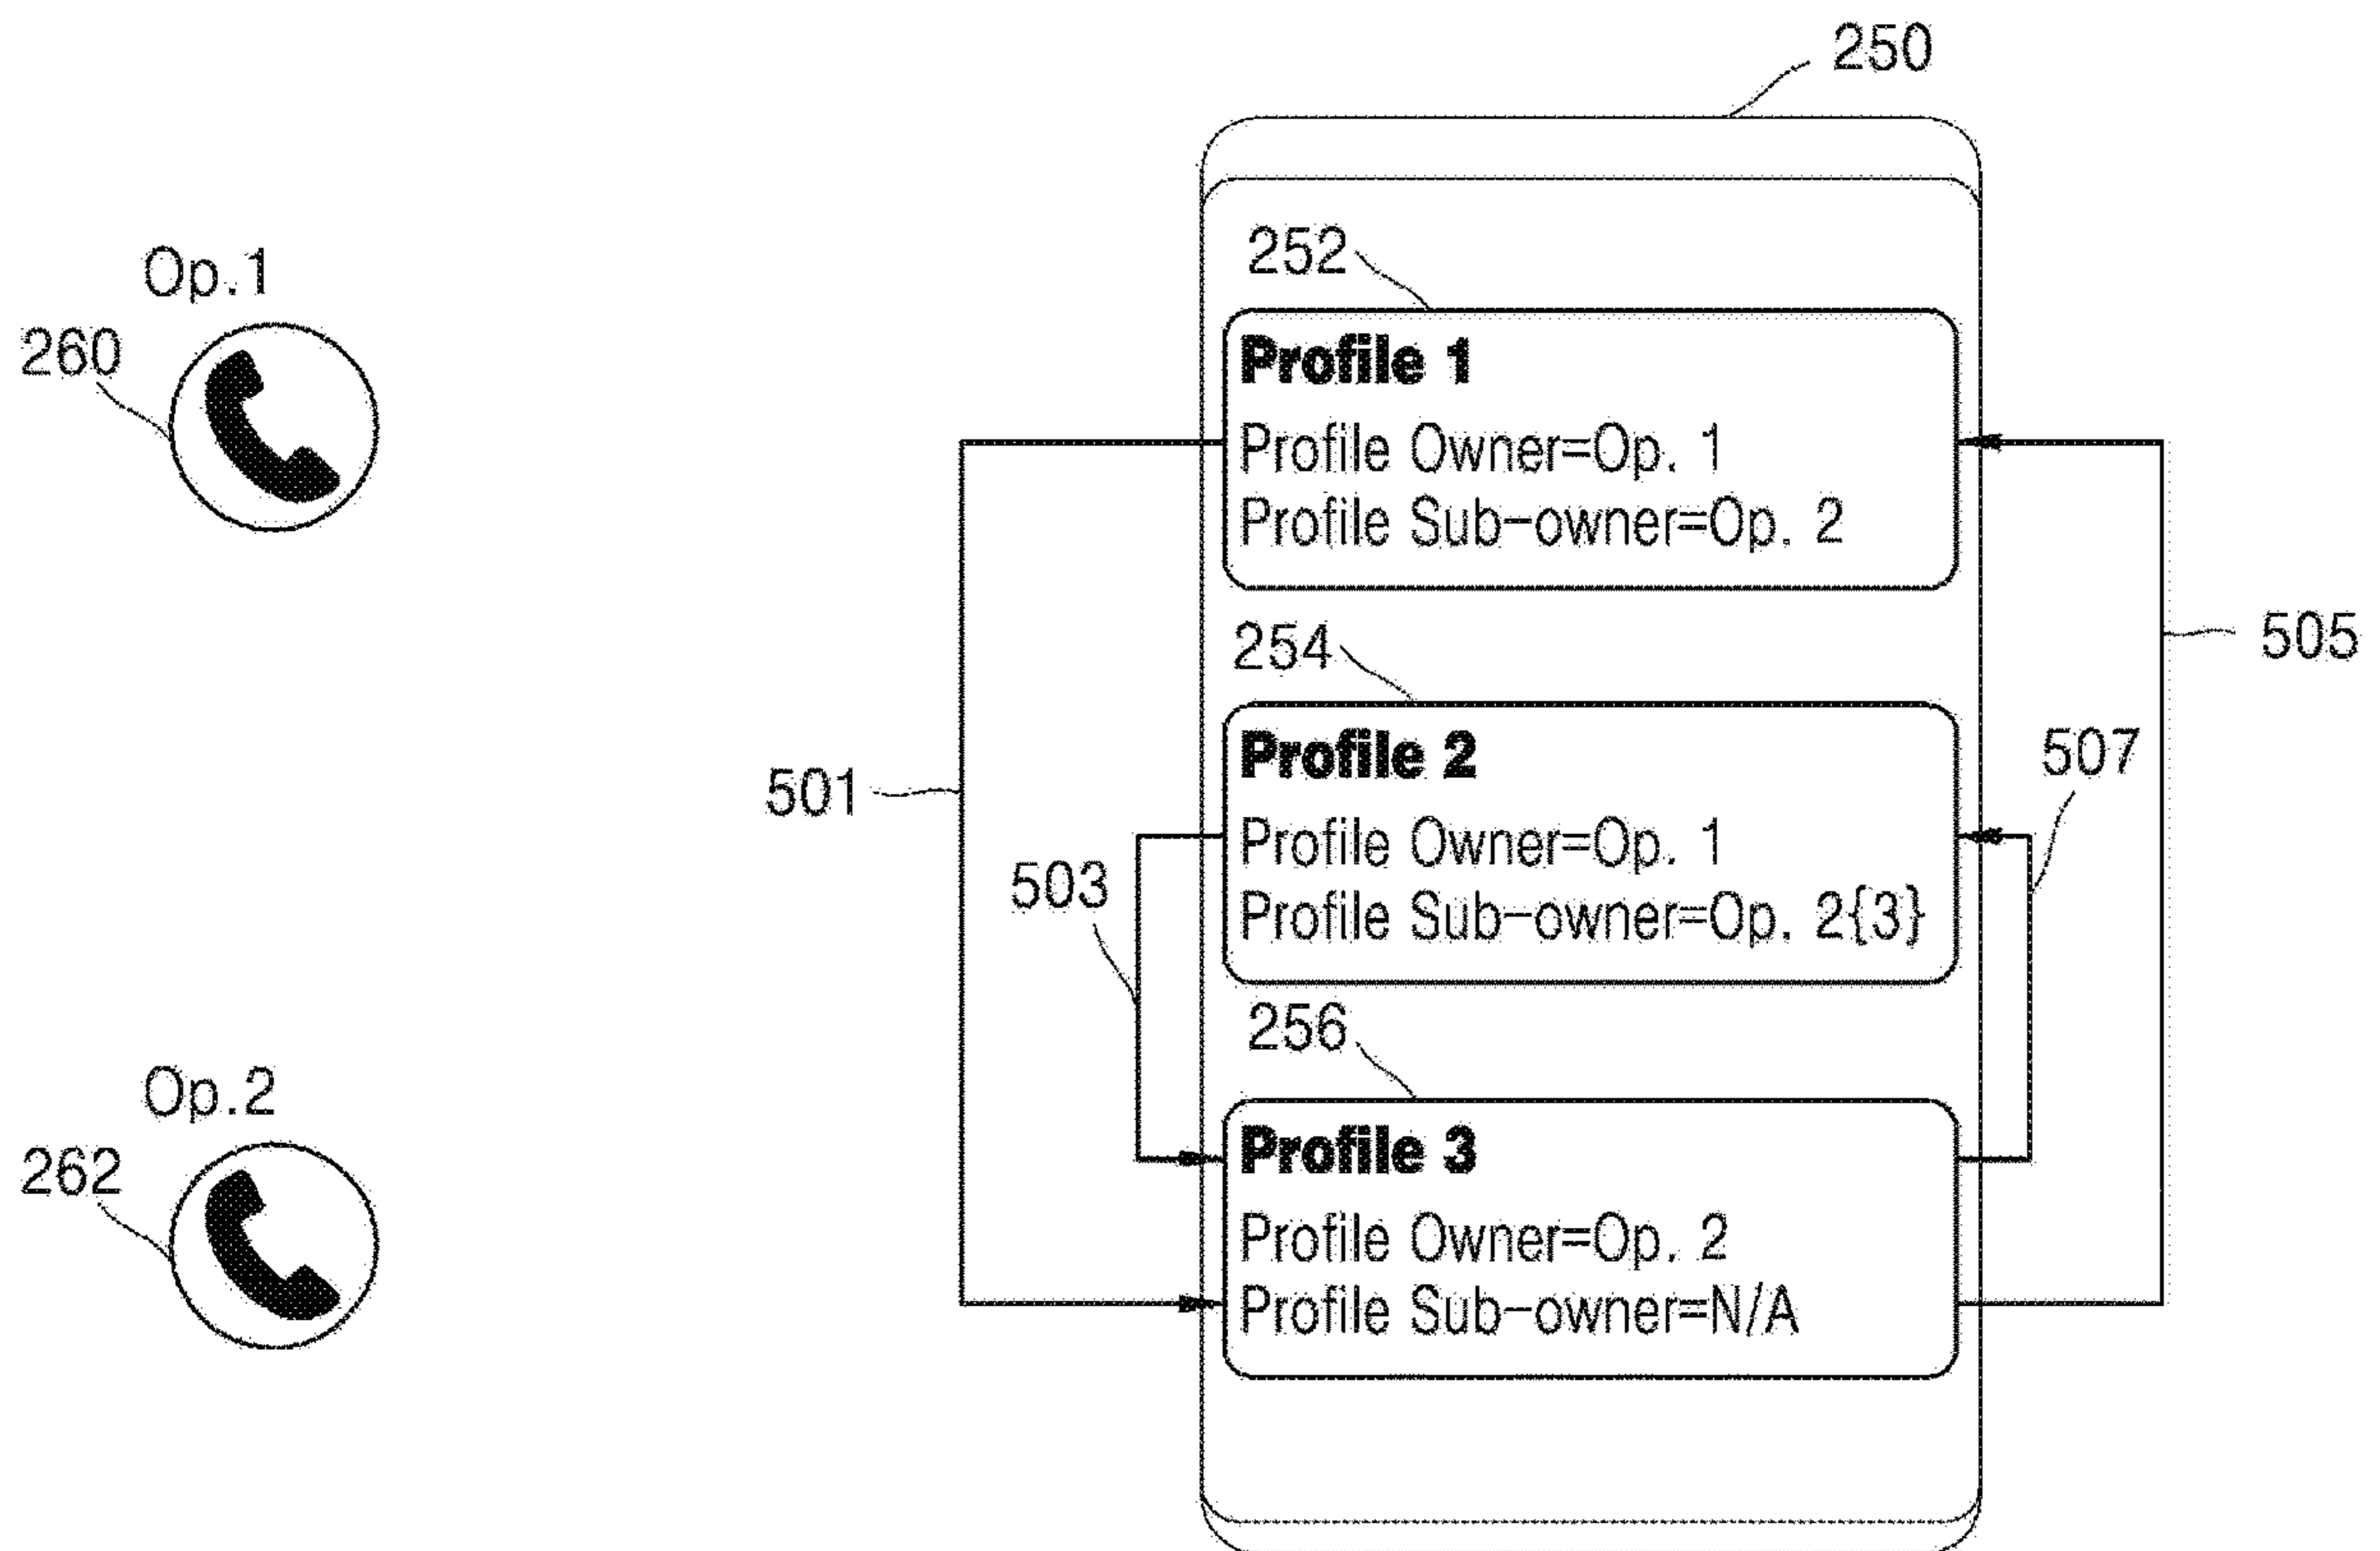 250
252
Op.1
260
Profile 1
Profile Owner=Op. 1
Profile Sub-owner=Op. 2
254
505
Profile 2
507
501
Profile Owner=Op. 1
503
Profile Sub-owner=Op. 2{3}
256
Op.2
262
Profile 3
Profile Owner=Op. 2
Profile Sub-owner=N/A